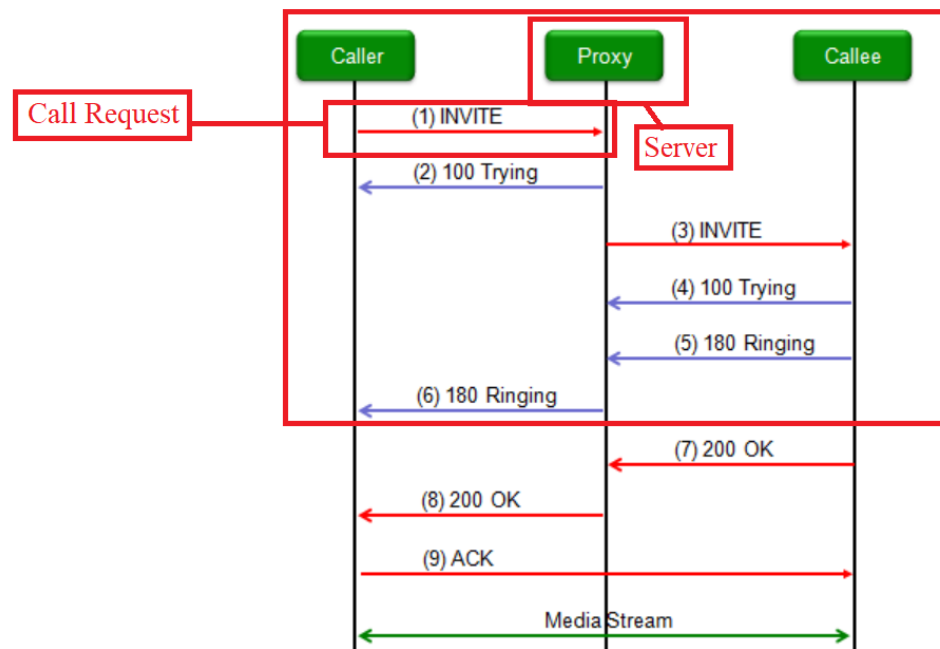 Caller
Proxy
Callee
Call Request
(1) INVITE
Server
(2) 100 Trying
(3) INVITE
(4) 100 Trying
(5) 180 Ringing
(6) 180 Ringing
(7) 200 OK
(8) 200 OK
(9) ACK
Media Stream